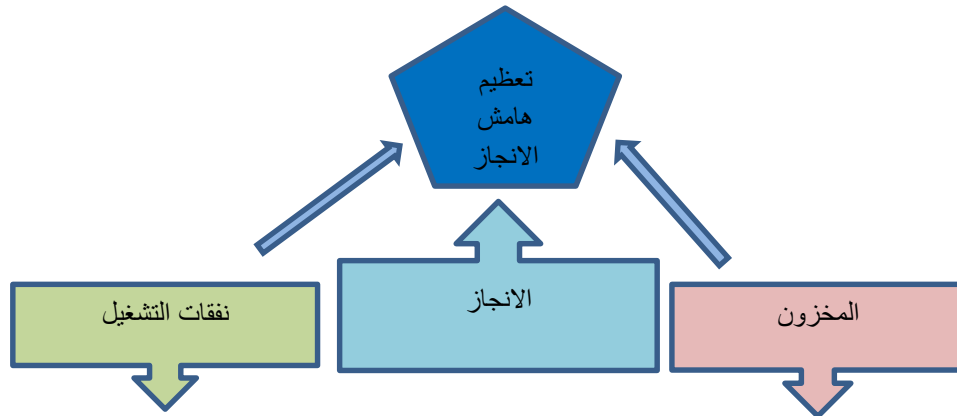 تعظيم
هامش
الانجاز
المخزون
الانجاز
نفقات التشغيل